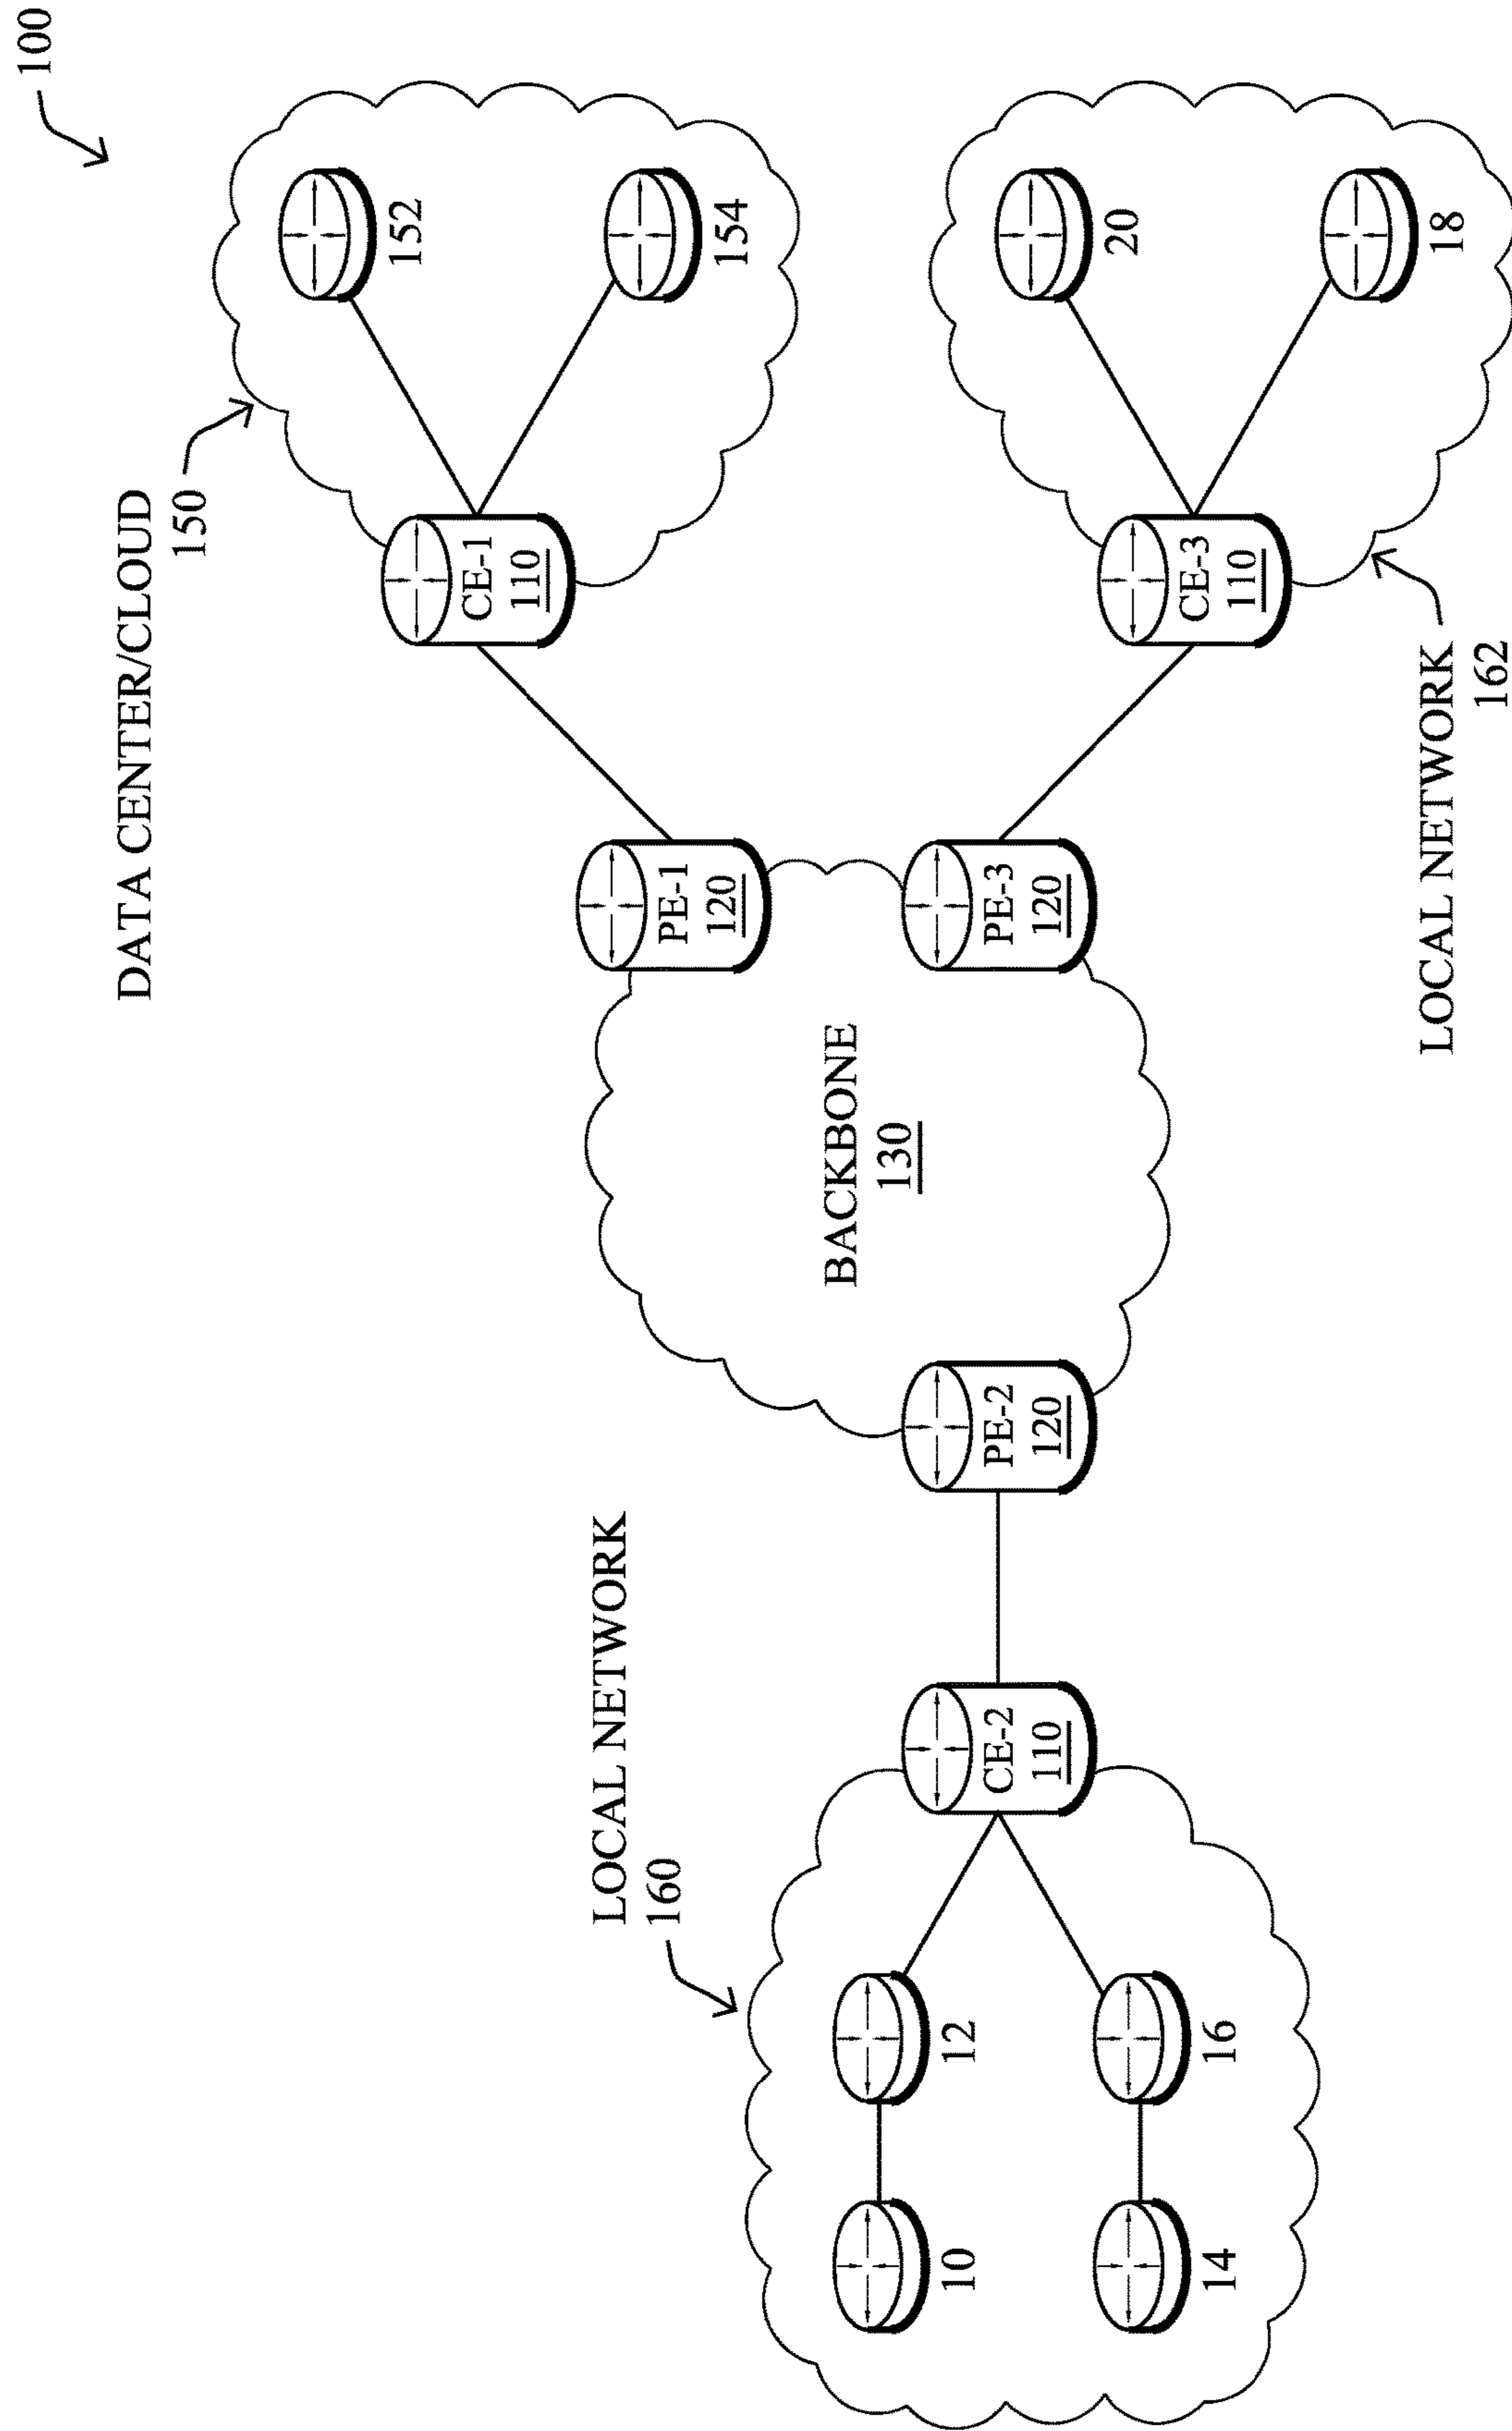 100
DATA CENTER/CLOUD
150
152
154
CE-1
110
PE-1
120
LOCAL NETWORK
160
BACKBONE
130
10
12
14
16
CE-2
110
PE-2
120
PE-3
120
CE-3
110
20
18
LOCAL NETWORK
162